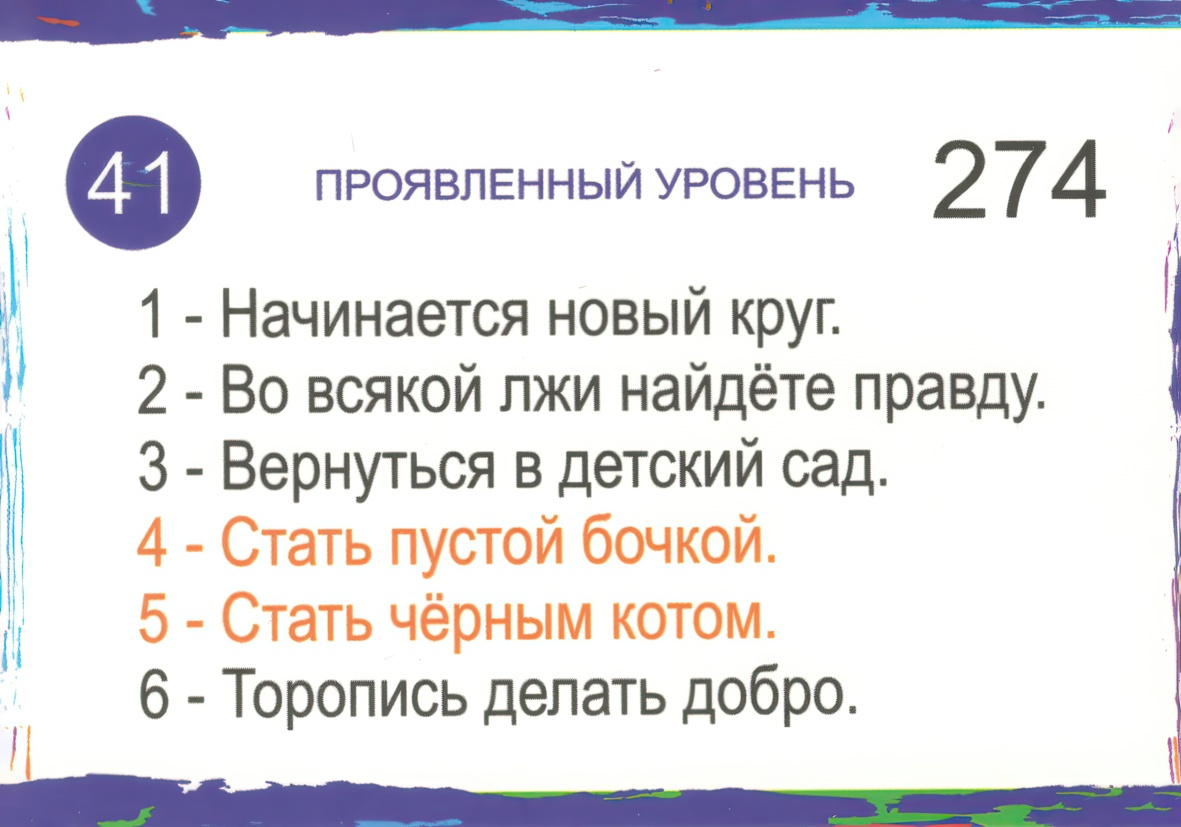 41 ПРОЯВЛЕННЫЙ УРОВЕНЬ 274
1 - Начинается новый круг.
2 - Во всякой лжи найдёте правду.
3 - Вернуться в детский сад.
4 - Стать пустой бочкой.
5 - Стать чёрным котом.
6 - Торопись делать добро.